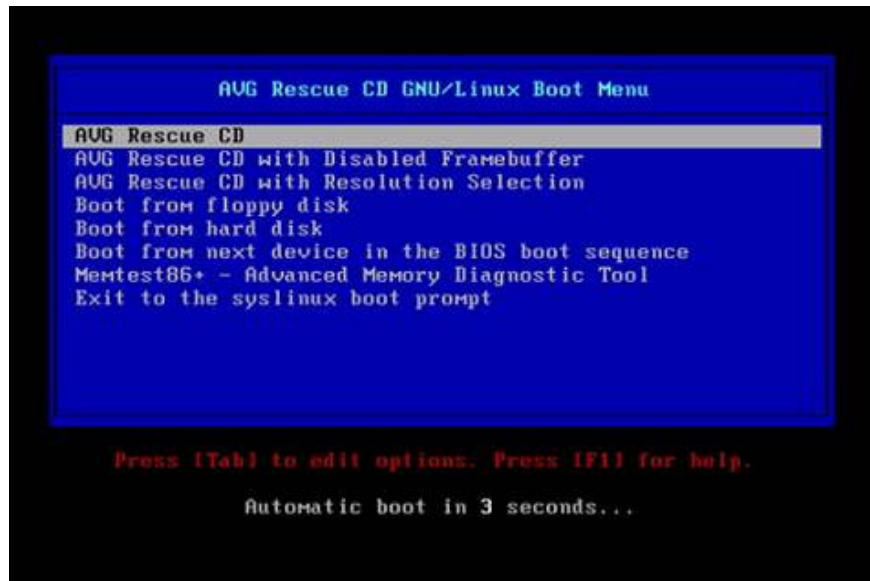 AVG Rescue CD GNU/Linux Boot Menu
AVG Rescue CD
AVG Rescue CD with Disabled Framebuffer
AVG Rescue CD with Resolution Selection
Boot from floppy disk
Boot from hard disk
Boot from next device in the BIOS boot sequence
Memtest86+ - Advanced Memory Diagnostic Tool
Exit to the syslinux boot prompt
Press [Tab] to edit options. Press [F1] for help.
Automatic boot in 3 seconds...